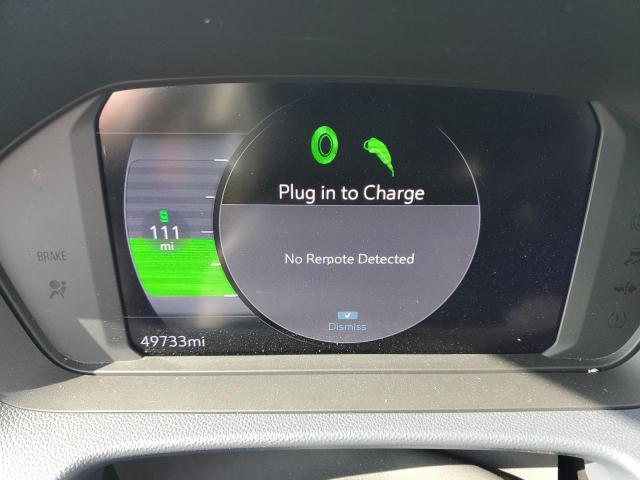 Plug in to Charge
111
mi
No Remote Detected
BRAKE
Dismiss
49733mi